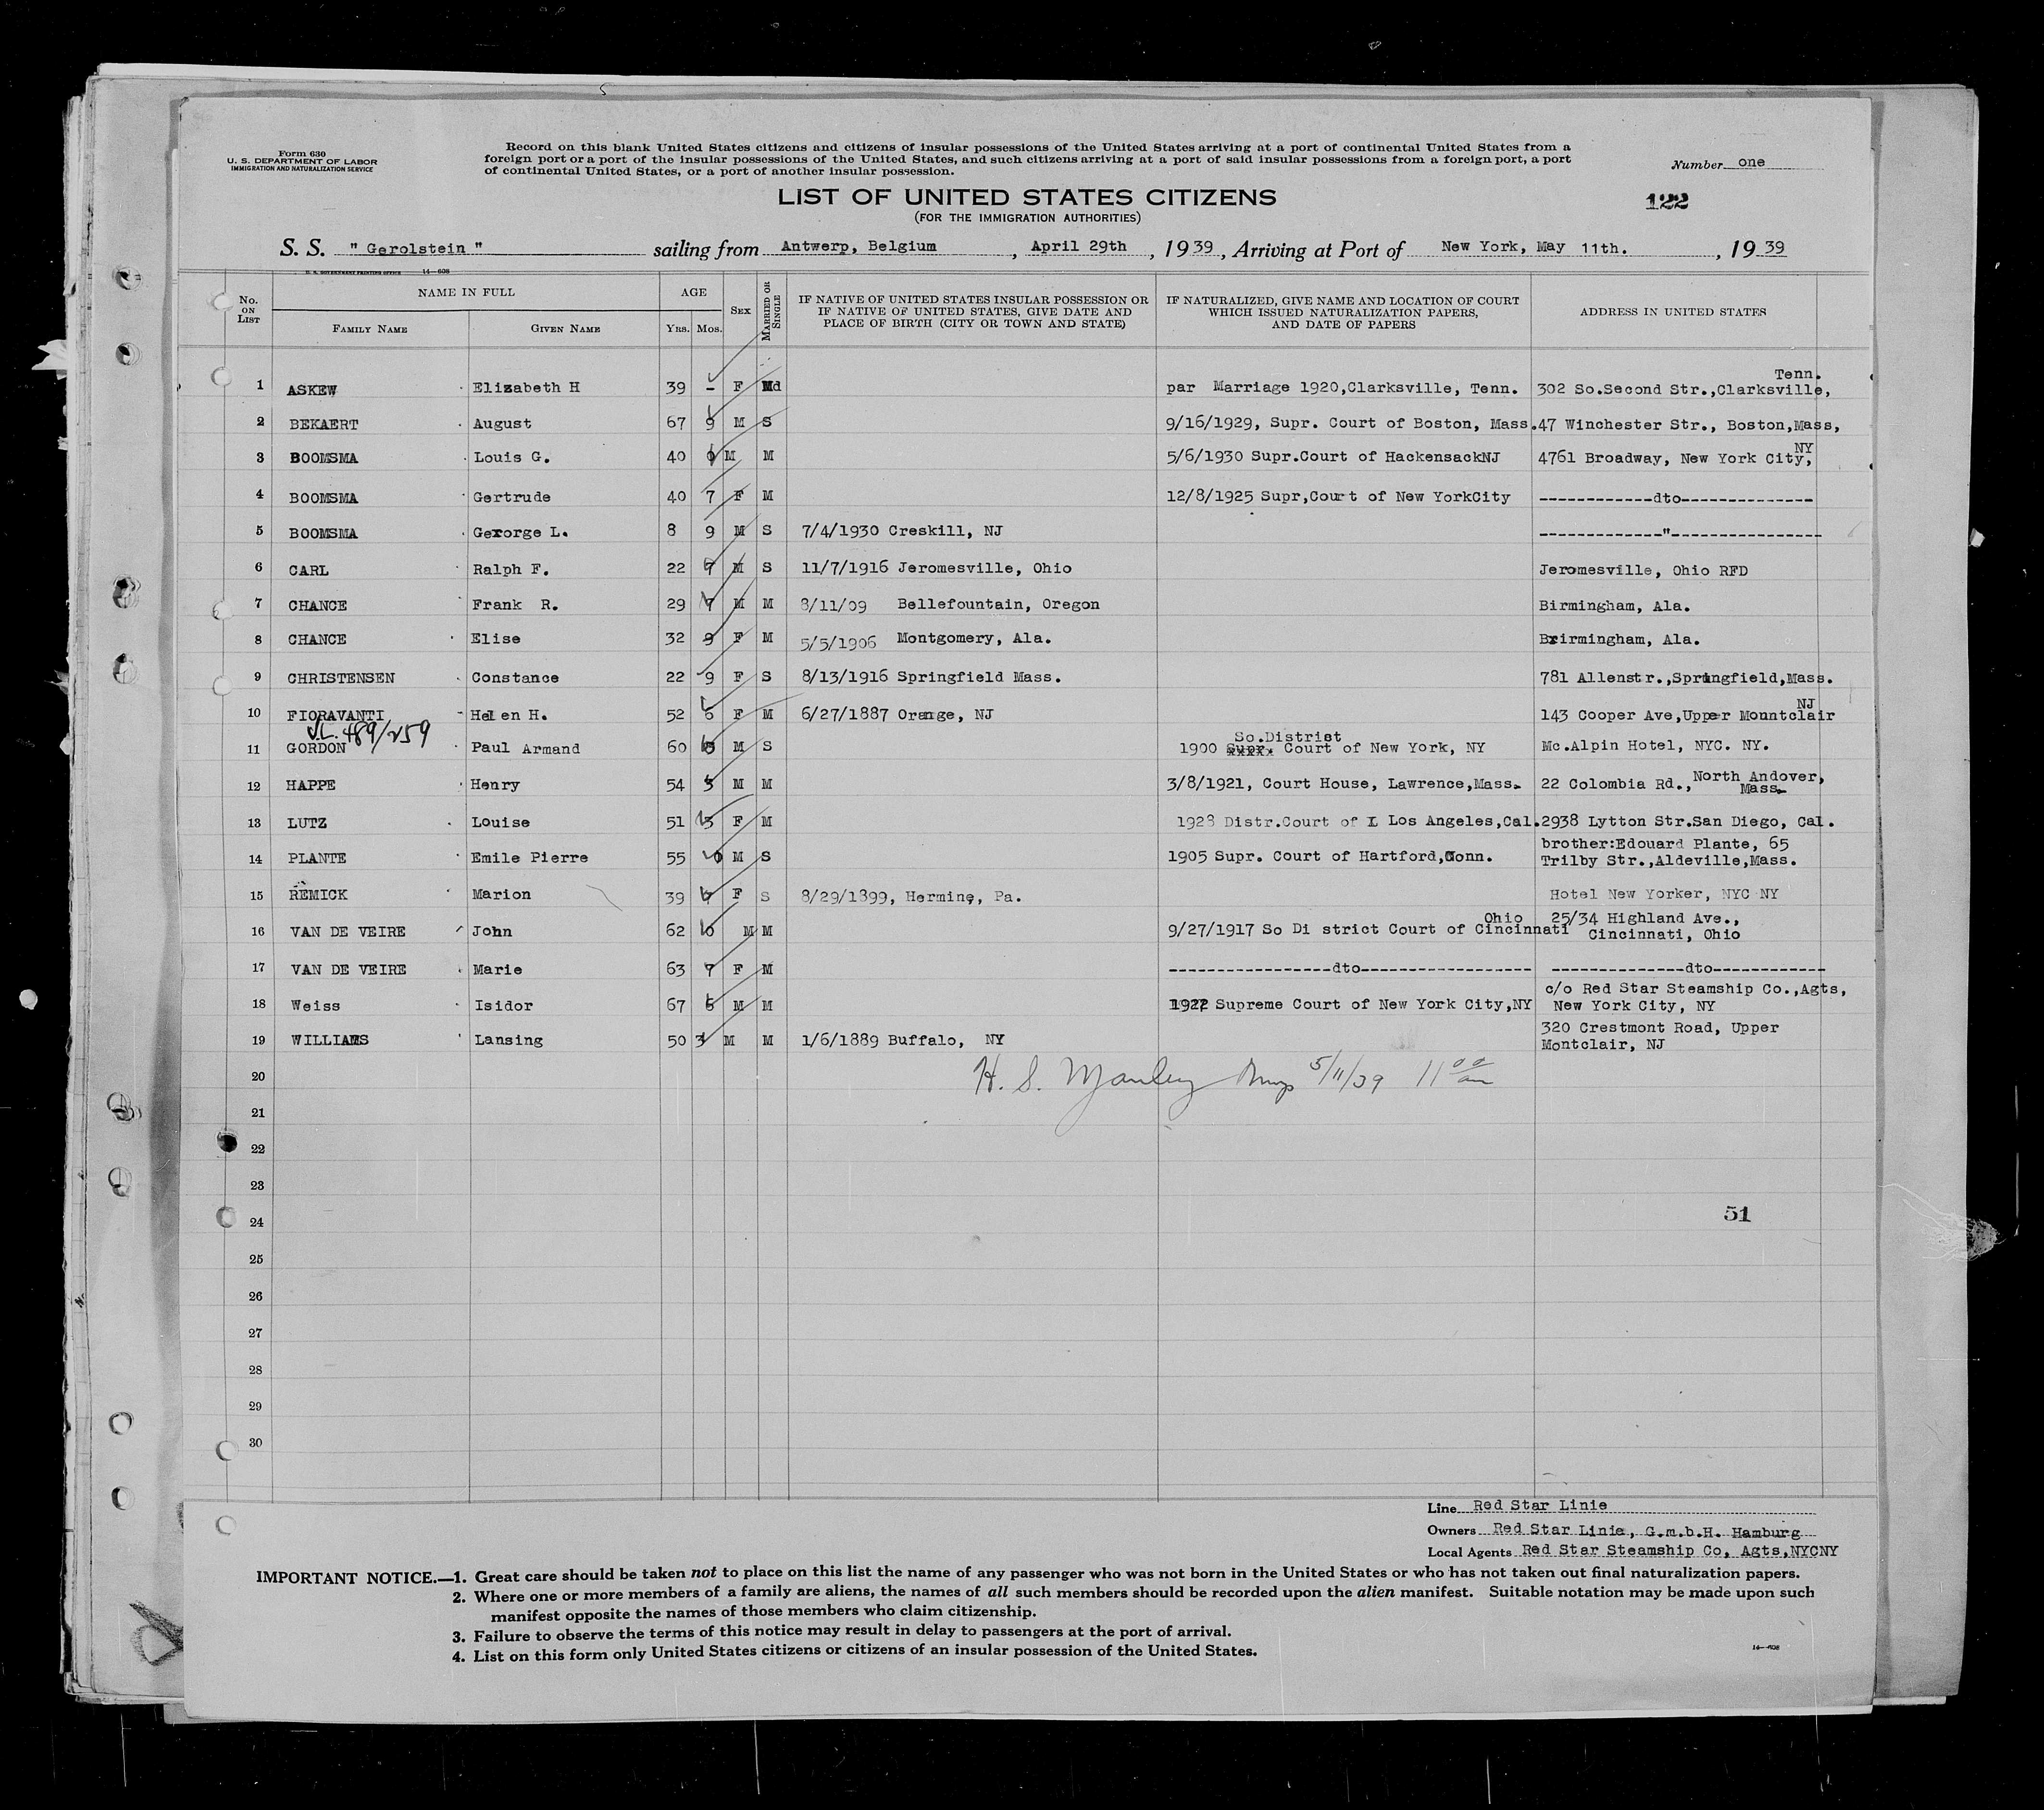 Form 630
U. S. DEPARTMENT OF LABOR
IMMIGRATION AND NATURALIZATION SERVICE
Record on this blank United States citizens and citizens of insular possessions of the United States arriving at a port of continental United States from a
foreign port or a port of the insular possessions of the United States, and such citizens arriving at a port of said insular possessions from a foreign port, a port
of continental United States, or a port of another insular possession.
Number one
LIST OF UNITED STATES CITIZENS
(FOR THE IMMIGRATION AUTHORITIES)
122
S. S. " Gerolstein " sailing from Antwerp, Belgium, April 29th, 1939, Arriving at Port of New York, May 11th., 1939
U. S. GOVERNMENT PRINTING OFFICE 14—608
No. ON LIST
NAME IN FULL
FAMILY NAME GIVEN NAME
AGE
YRS. MOS.
SEX
MARRIED OR SINGLE
IF NATIVE OF UNITED STATES INSULAR POSSESSION OR
IF NATIVE OF UNITED STATES, GIVE DATE AND
PLACE OF BIRTH (CITY OR TOWN AND STATE)
IF NATURALIZED, GIVE NAME AND LOCATION OF COURT
WHICH ISSUED NATURALIZATION PAPERS,
AND DATE OF PAPERS
ADDRESS IN UNITED STATES
Tenn.
1 ASKEW Elizabeth H 39 - F Md par Marriage 1920,Clarksville, Tenn. 302 So.Second Str.,Clarksville,
2 BEKAERT August 67 9 M S 9/16/1929, Supr. Court of Boston, Mass. 47 Winchester Str., Boston,Mass,
NY
3 BOOMSMA Louis G. 40 M M 5/6/1930 Supr.Court of HackensackNJ 4761 Broadway, New York City,
4 BOOMSMA Gertrude 40 7 F M 12/8/1925 Supr,Court of New YorkCity ------------dto--------------
5 BOOMSMA Gerorge L. 8 9 M S 7/4/1930 Creskill, NJ -------------"----------------
6 CARL Ralph F. 22 M S 11/7/1916 Jeromesville, Ohio Jeromesville, Ohio RFD
7 CHANCE Frank R. 29 7 M M 8/11/09 Bellefountain, Oregon Birmingham, Ala.
8 CHANCE Elise 32 9 F M 5/5/1906 Montgomery, Ala. Brirmingham, Ala.
9 CHRISTENSEN Constance 22 9 F S 8/13/1916 Springfield Mass. 781 Allenstr.,Springfield,Mass.
NJ
10 FIORAVANTI Helen H. 52 F M 6/27/1887 Orange, NJ 143 Cooper Ave,Upper Mountclair
V.L. 489/259
So.District
11 GORDON Paul Armand 60 M S 1900 Court of New York, NY Mc.Alpin Hotel, NYC. NY.
North Andover,
12 HAPPE Henry 54 M M 3/8/1921, Court House, Lawrence,Mass. 22 Colombia Rd.,
Mass.
13 LUTZ Louise 51 F M 1928 Distr.Court of Los Angeles,Cal. 2938 Lytton Str.San Diego, Cal.
brother:Edouard Plante, 65
14 PLANTE Emile Pierre 55 M S 1905 Supr. Court of Hartford,Conn. Trilby Str.,Aldeville,Mass.
15 REMICK Marion 39 F S 8/29/1899, Hermine, Pa. Hotel New Yorker, NYC NY
Ohio 25/34 Highland Ave.,
16 VAN DE VEIRE John 62 M M 9/27/1917 So Di strict Court of Cincinnati Cincinnati, Ohio
17 VAN DE VEIRE Marie 63 7 F M ------------------dto------------------- ---------------dto------------
c/o Red Star Steamship Co.,Agts,
18 Weiss Isidor 67 6 M M Supreme Court of New York City,NY New York City, NY
320 Crestmont Road, Upper
19 WILLIAMS Lansing 50 M M 1/6/1889 Buffalo, NY Montclair, NJ
20
H. S. Manley 5/11/39 11 00 am
21
22
23
24 51
25
26
27
28
29
30
Line Red Star Linie
Owners Red Star Linie, G.m.b.H. Hamburg
Local Agents Red Star Steamship Co, Agts,NYCNY
IMPORTANT NOTICE.—1. Great care should be taken not to place on this list the name of any passenger who was not born in the United States or who has not taken out final naturalization papers.
2. Where one or more members of a family are aliens, the names of all such members should be recorded upon the alien manifest. Suitable notation may be made upon such
manifest opposite the names of those members who claim citizenship.
3. Failure to observe the terms of this notice may result in delay to passengers at the port of arrival.
4. List on this form only United States citizens or citizens of an insular possession of the United States.
14—608